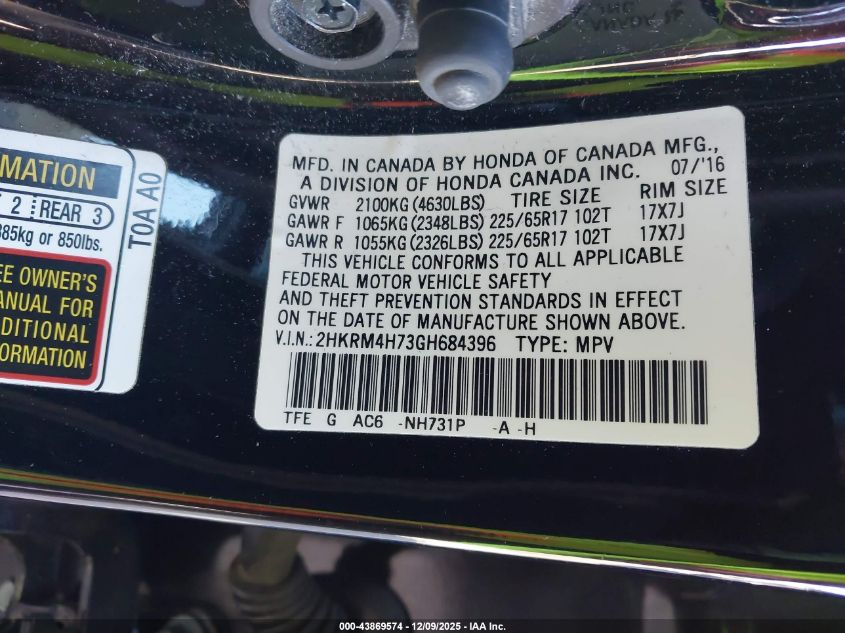 MFD. IN CANADA BY HONDA OF CANADA MFG.,
A DIVISION OF HONDA CANADA INC. 07/'16
GVWR 2100KG(4630LBS) TIRE SIZE RIM SIZE
GAWR F 1065KG(2348LBS) 225/65R17 102T 17X7J
GAWR R 1055KG(2326LBS) 225/65R17 102T 17X7J
THIS VEHICLE CONFORMS TO ALL APPLICABLE
FEDERAL MOTOR VEHICLE SAFETY
AND THEFT PREVENTION STANDARDS IN EFFECT
ON THE DATE OF MANUFACTURE SHOWN ABOVE.
V.I.N.:2HKRM4H73GH684396 TYPE: MPV
TFE G AC6 -NH731P -A -H
MATION
2 REAR 3
385kg or 850lbs.
EE OWNER'S
ANUAL FOR
DITIONAL
FORMATION
T0A A0
000-43869574 - 12/09/2025 - IAA Inc.